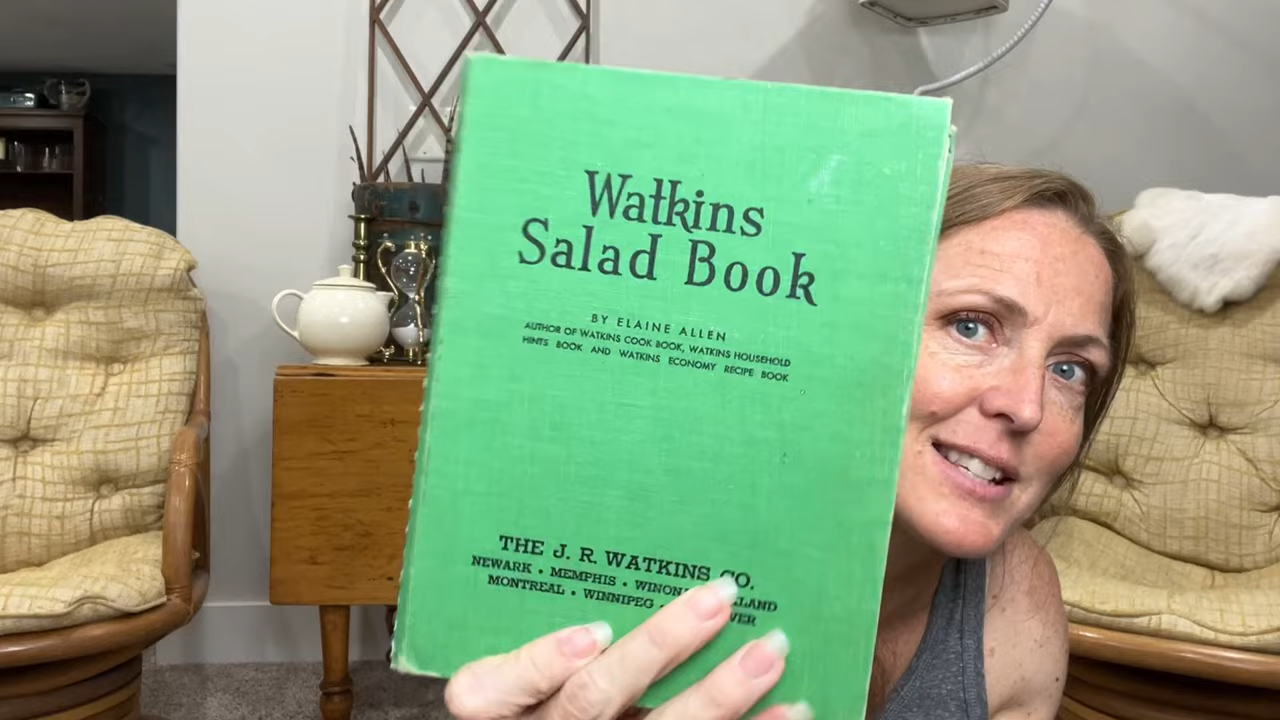 Watkins
Salad Book
BY ELAINE ALLEN
AUTHOR OF WATKINS COOK BOOK, WATKINS HOUSEHOLD
HINTS BOOK AND WATKINS ECONOMY RECIPE BOOK
THE J. R. WATKINS CO.
NEWARK • MEMPHIS •
MONTREAL • WINNIPEG •